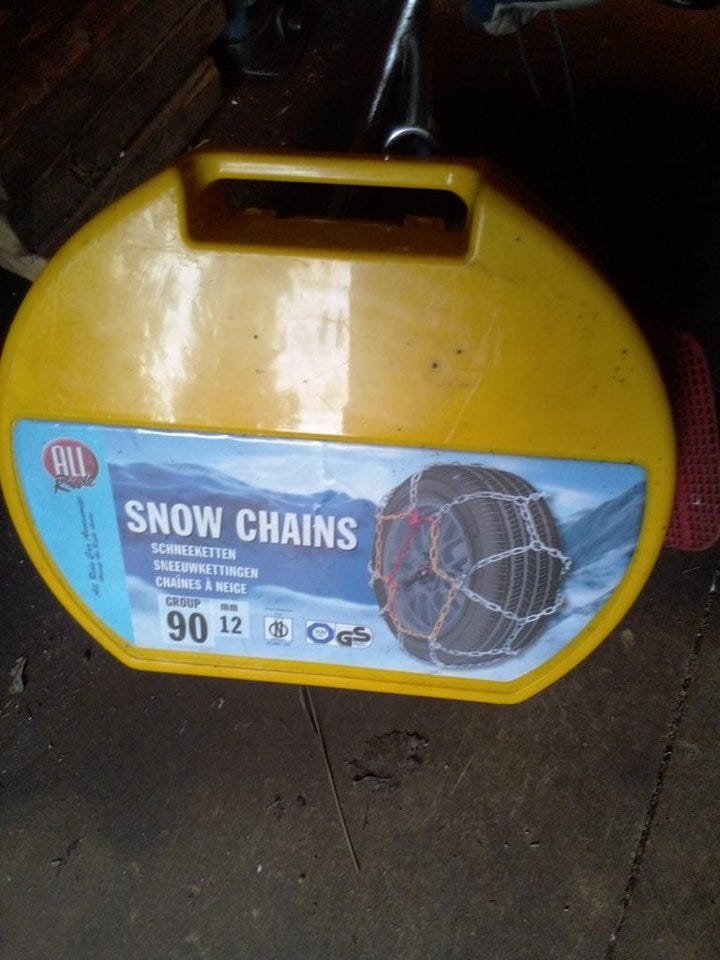 ALL
Ride
SNOW CHAINS
SCHNEEKETTEN
SNEEUWKETTINGEN
CHAÎNES À NEIGE
GROUP
90
mm
12
GS